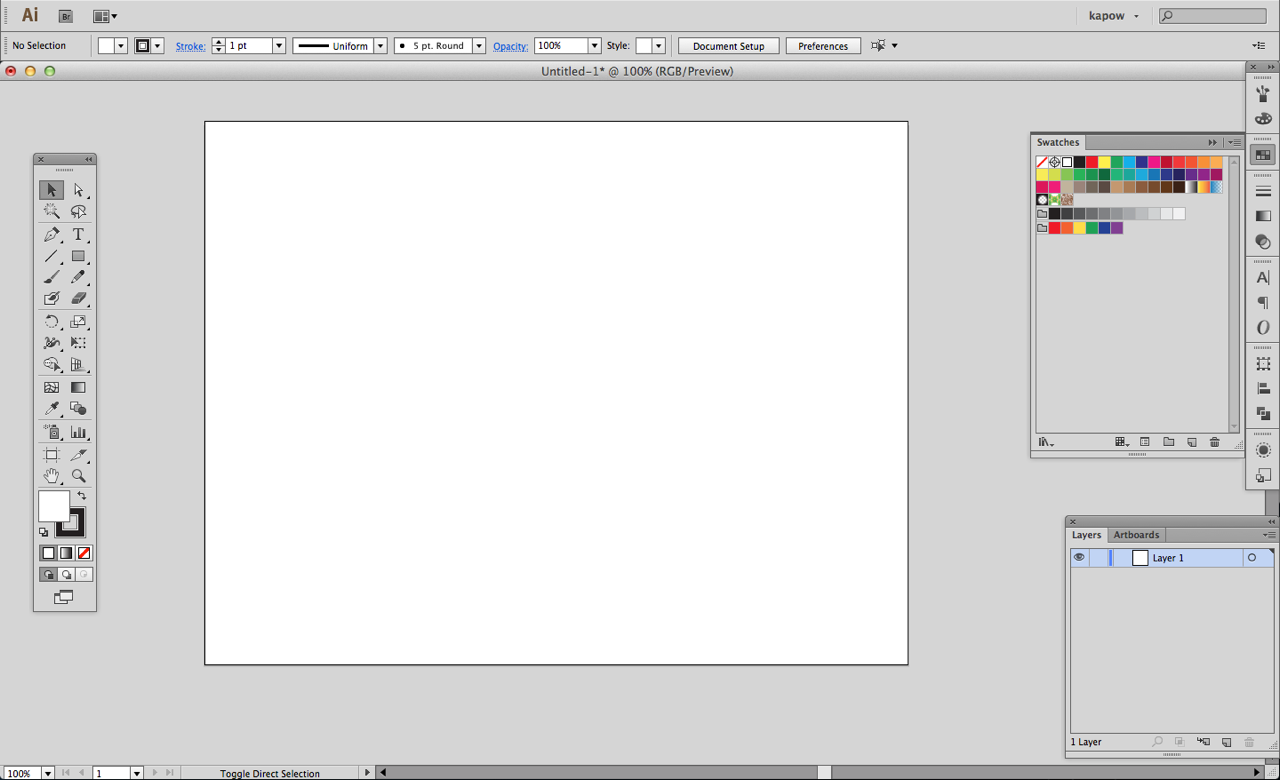 Ai Br kapow
No Selection Stroke: 1 pt Uniform 5 pt. Round Opacity: 100% Style: Document Setup Preferences
Untitled-1* @ 100% (RGB/Preview)
Swatches
Layers Artboards
Layer 1
1 Layer
100% 1 Toggle Direct Selection